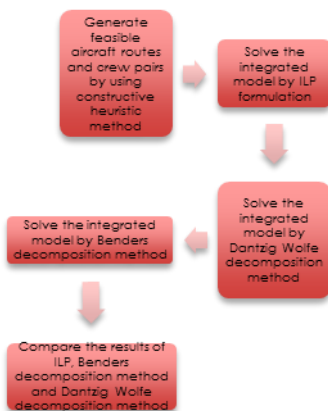 Generate
feasible
aircraft routes
and crew pairs
by using
constructive
heuristic
method
Solve the
integrated
model by ILP
formulation
Solve the
integrated
model by
Dantzig Wolfe
decomposition
method
Solve the integrated
model by Benders
decomposition method
Compare the results of
ILP, Benders
decomposition method
and Dantzig Wolfe
decomposition method